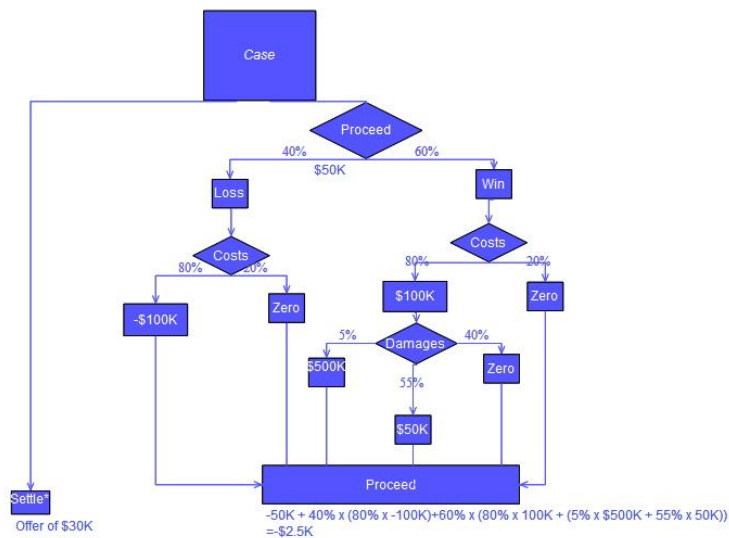 Case
Proceed
40%
60%
$50K
Loss
Win
Costs
Costs
80%
20%
80%
20%
-$100K
Zero
$100K
Zero
5%
Damages
40%
$500K
Zero
55%
$50K
Settle*
Proceed
Offer of $30K
-50K + 40% x (80% x -100K)+60% x (80% x 100K + (5% x $500K + 55% x 50K))
=-$2.5K